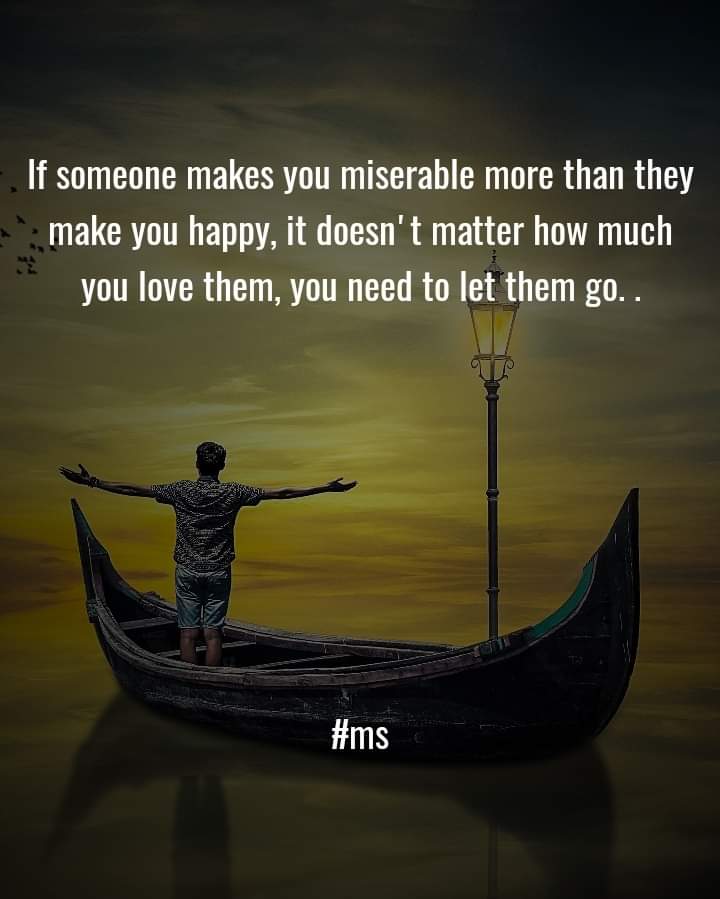 If someone makes you miserable more than they
make you happy, it doesn't matter how much
you love them, you need to let them go. .
#ms